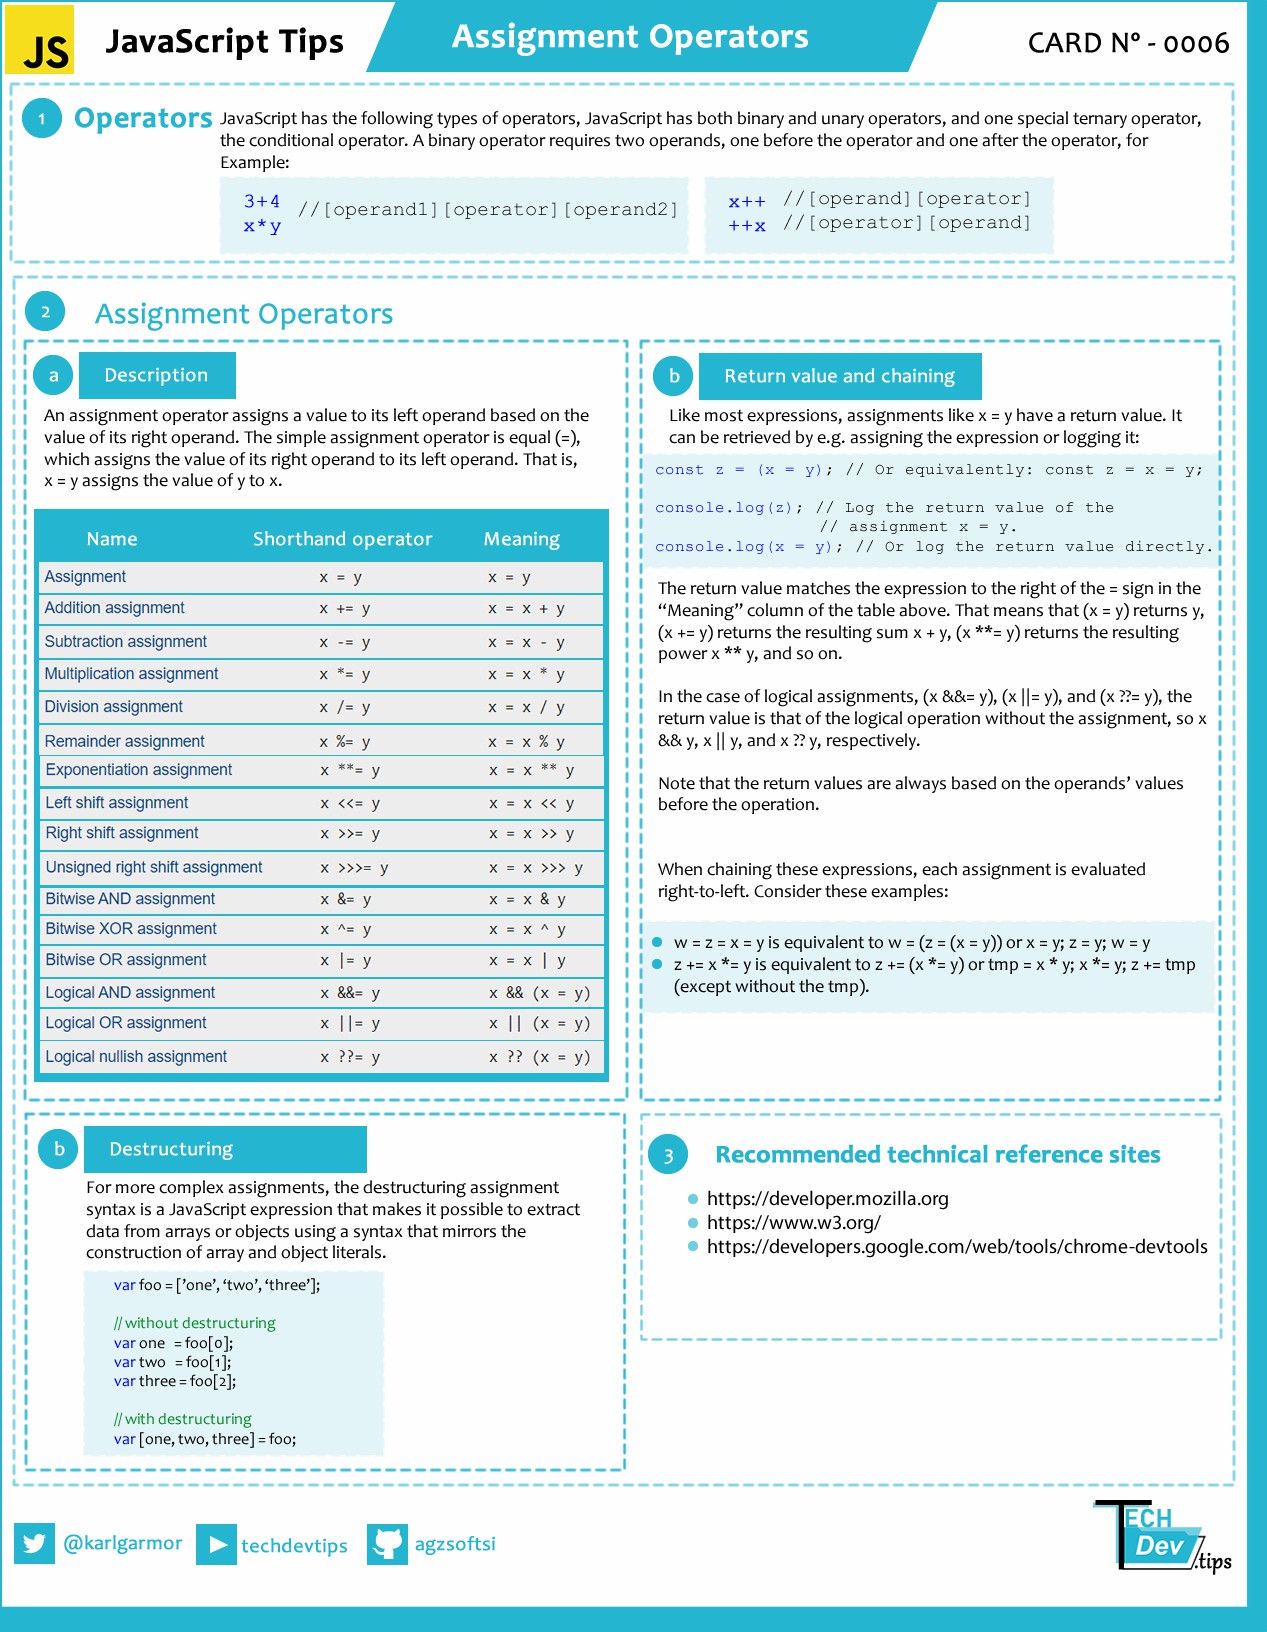 JS
JavaScript Tips
Assignment Operators
CARD Nº - 0006
1
Operators
JavaScript has the following types of operators, JavaScript has both binary and unary operators, and one special ternary operator,
the conditional operator. A binary operator requires two operands, one before the operator and one after the operator, for
Example:
3+4
x*y
//[operand1][operator][operand2]
x++ //[operand][operator]
++x //[operator][operand]
2
Assignment Operators
a
Description
An assignment operator assigns a value to its left operand based on the
value of its right operand. The simple assignment operator is equal (=),
which assigns the value of its right operand to its left operand. That is,
x = y assigns the value of y to x.
Name Shorthand operator Meaning
Assignment x = y x = y
Addition assignment x += y x = x + y
Subtraction assignment x -= y x = x - y
Multiplication assignment x *= y x = x * y
Division assignment x /= y x = x / y
Remainder assignment x %= y x = x % y
Exponentiation assignment x **= y x = x ** y
Left shift assignment x <<= y x = x << y
Right shift assignment x >>= y x = x >> y
Unsigned right shift assignment x >>>= y x = x >>> y
Bitwise AND assignment x &= y x = x & y
Bitwise XOR assignment x ^= y x = x ^ y
Bitwise OR assignment x |= y x = x | y
Logical AND assignment x &&= y x && (x = y)
Logical OR assignment x ||= y x || (x = y)
Logical nullish assignment x ??= y x ?? (x = y)
b
Return value and chaining
Like most expressions, assignments like x = y have a return value. It
can be retrieved by e.g. assigning the expression or logging it:
const z = (x = y); // Or equivalently: const z = x = y;
console.log(z); // Log the return value of the
// assignment x = y.
console.log(x = y); // Or log the return value directly.
The return value matches the expression to the right of the = sign in the
“Meaning” column of the table above. That means that (x = y) returns y,
(x += y) returns the resulting sum x + y, (x **= y) returns the resulting
power x ** y, and so on.
In the case of logical assignments, (x &&= y), (x ||= y), and (x ??= y), the
return value is that of the logical operation without the assignment, so x
&& y, x || y, and x ?? y, respectively.
Note that the return values are always based on the operands’ values
before the operation.
When chaining these expressions, each assignment is evaluated
right-to-left. Consider these examples:
w = z = x = y is equivalent to w = (z = (x = y)) or x = y; z = y; w = y
z += x *= y is equivalent to z += (x *= y) or tmp = x * y; x *= y; z += tmp
(except without the tmp).
b
Destructuring
For more complex assignments, the destructuring assignment
syntax is a JavaScript expression that makes it possible to extract
data from arrays or objects using a syntax that mirrors the
construction of array and object literals.
var foo = [’one’, ‘two’, ‘three’];
// without destructuring
var one = foo[0];
var two = foo[1];
var three = foo[2];
// with destructuring
var [one, two, three] = foo;
3
Recommended technical reference sites
https://developer.mozilla.org
https://www.w3.org/
https://developers.google.com/web/tools/chrome-devtools
@karlgarmor
techdevtips
agzsoftsi
TECH
Dev
.tips